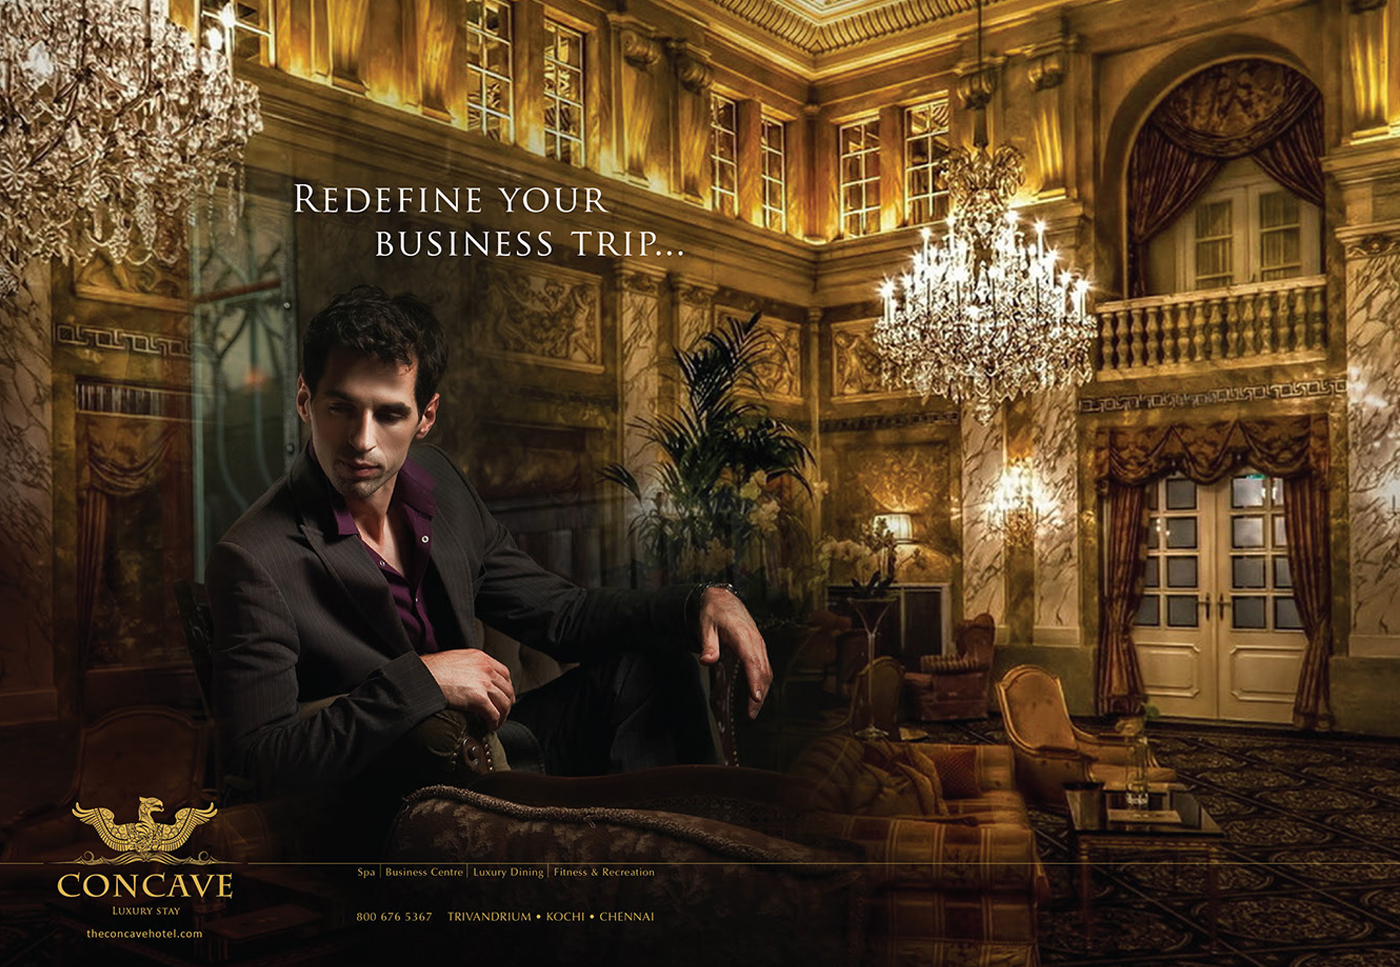 REDEFINE YOUR
BUSINESS TRIP...
CONCAVE
LUXURY STAY
theconcavehotel.com
Spa | Business Centre | Luxury Dining | Fitness & Recreation
800 676 5367 TRIVANDRIUM • KOCHI • CHENNAI